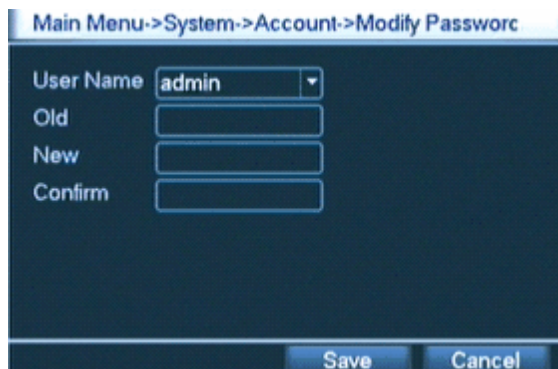 Main Menu->System->Account->Modify Passworc
User Name admin
Old
New
Confirm
Save Cancel